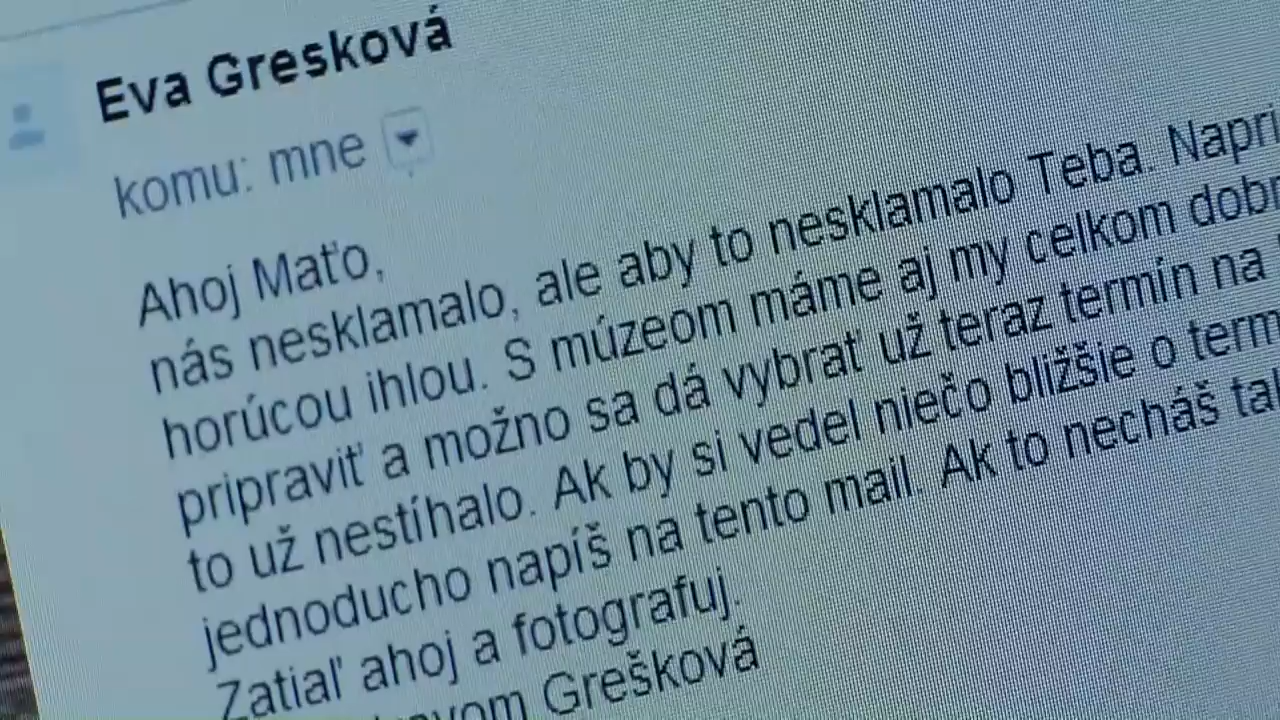 Eva Gresková
komu: mne
Ahoj Maťo,
nás nesklamalo, ale aby to nesklamalo Teba. Napri
horúcou ihlou. S múzeom máme aj my celkom dobr
pripraviť a možno sa dá vybrať už teraz termín na
to už nestíhalo. Ak by si vedel niečo bližšie o term
jednoducho napíš na tento mail. Ak to necháš tak
Zatiaľ ahoj a fotografuj.
Grešková